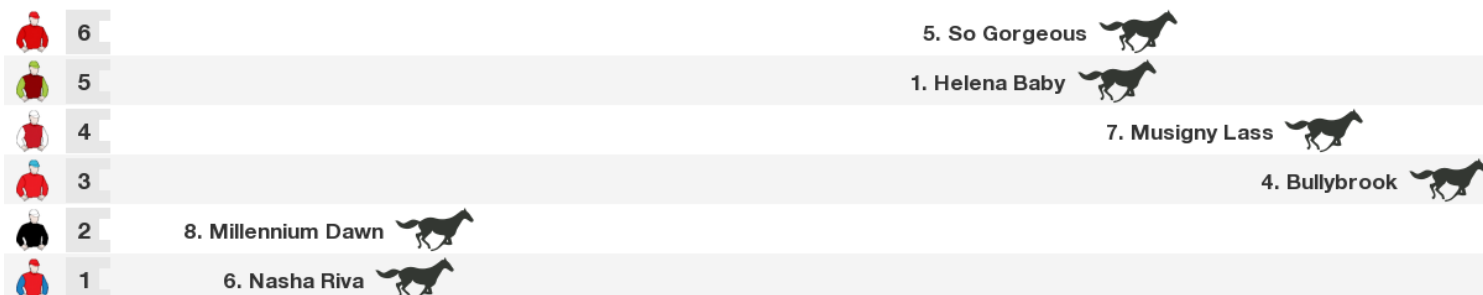 6 5. So Gorgeous
5 1. Helena Baby
4 7. Musigny Lass
3 4. Bullybrook
2 8. Millennium Dawn
1 6. Nasha Riva